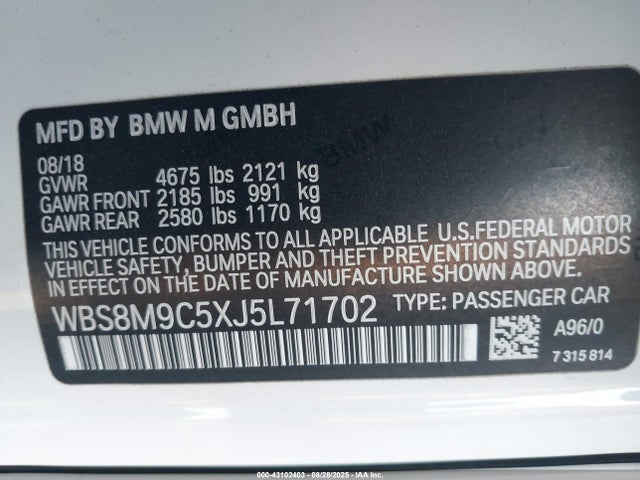 MFD BY BMW M GMBH
08/18
GVWR 4675 lbs 2121 kg
GAWR FRONT 2185 lbs 991 kg
GAWR REAR 2580 lbs 1170 kg
THIS VEHICLE CONFORMS TO ALL APPLICABLE U.S.FEDERAL MOTOR
VEHICLE SAFETY, BUMPER AND THEFT PREVENTION STANDARDS
IN EFFECT ON THE DATE OF MANUFACTURE SHOWN ABOVE.
WBS8M9C5XJ5L71702 TYPE: PASSENGER CAR
A96/0
7 315 814
000-43102403 - 08/28/2025 - IAAI.COM